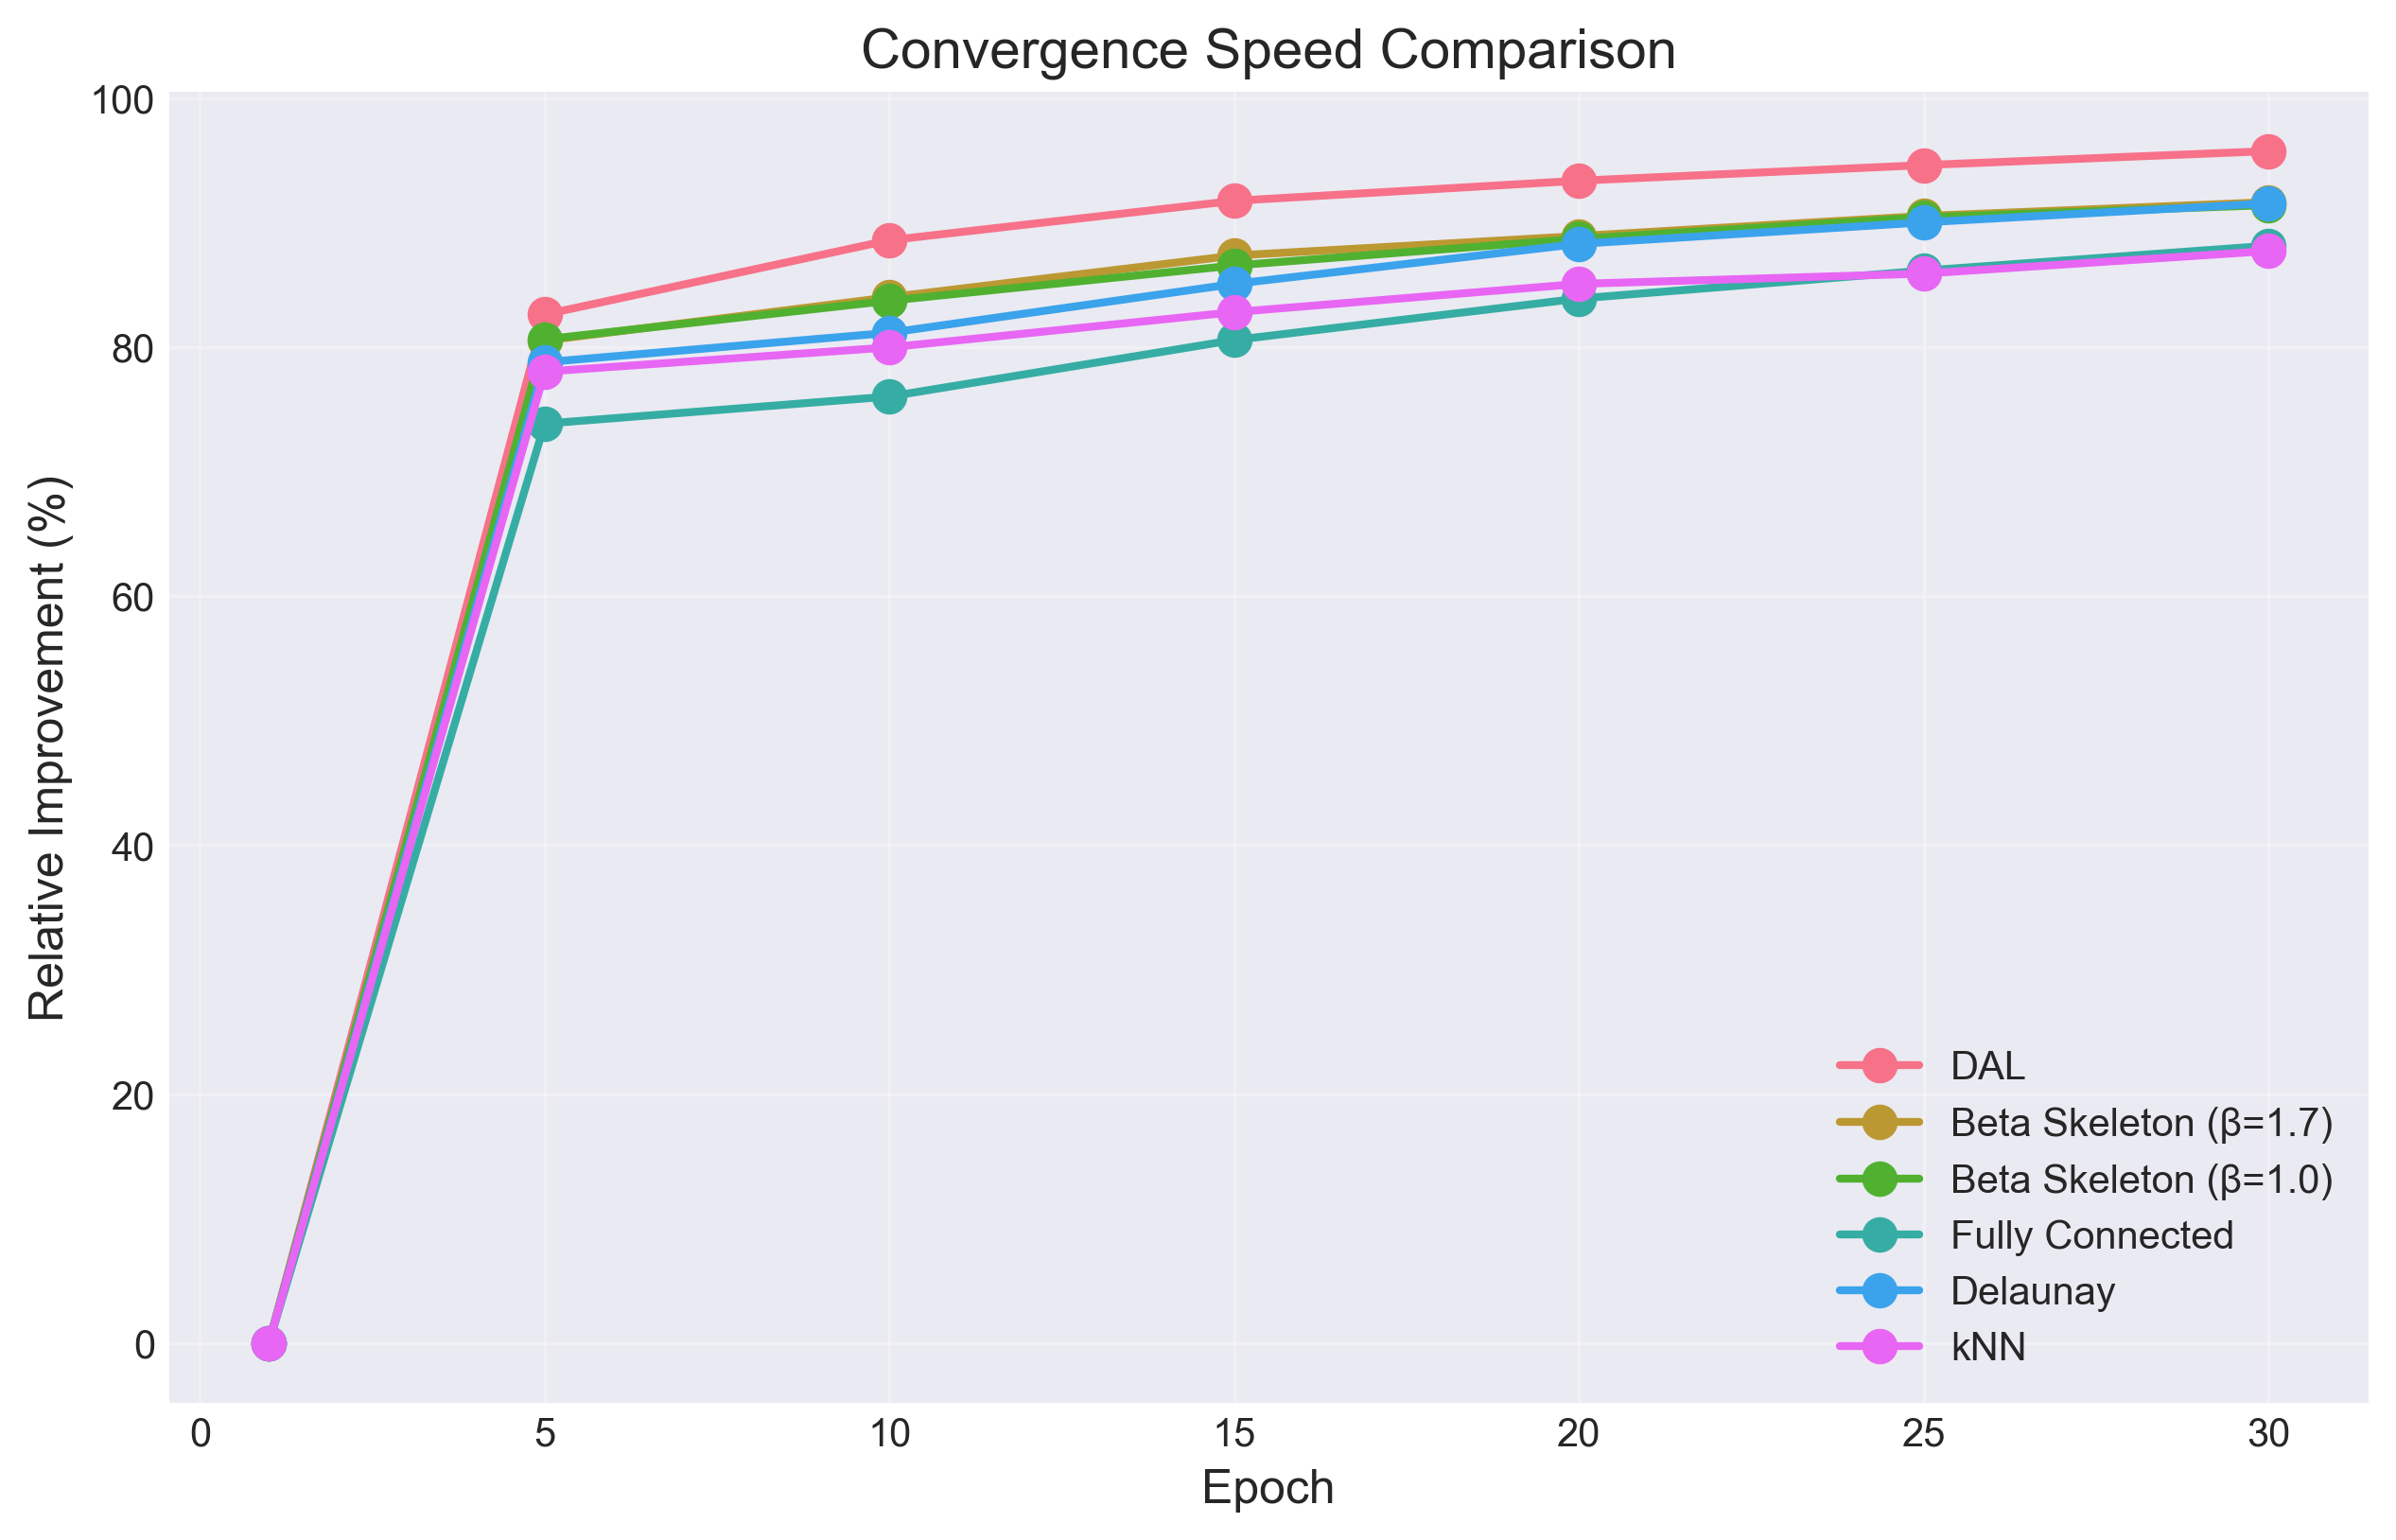 Convergence Speed Comparison
Relative Improvement (%)
100
80
60
40
20
0
0 5 10 15 20 25 30
Epoch
DAL
Beta Skeleton (β=1.7)
Beta Skeleton (β=1.0)
Fully Connected
Delaunay
kNN